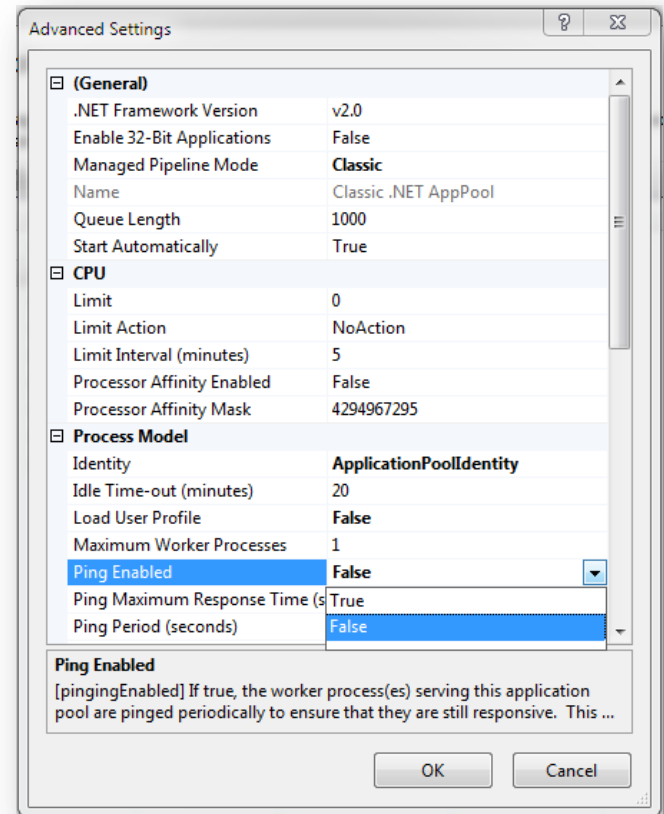 Advanced Settings
(General)
.NET Framework Version v2.0
Enable 32-Bit Applications False
Managed Pipeline Mode Classic
Name Classic .NET AppPool
Queue Length 1000
Start Automatically True
CPU
Limit 0
Limit Action NoAction
Limit Interval (minutes) 5
Processor Affinity Enabled False
Processor Affinity Mask 4294967295
Process Model
Identity ApplicationPoolIdentity
Idle Time-out (minutes) 20
Load User Profile False
Maximum Worker Processes 1
Ping Enabled False
Ping Maximum Response Time (s True
Ping Period (seconds) False
Ping Enabled
[pingingEnabled] If true, the worker process(es) serving this application
pool are pinged periodically to ensure that they are still responsive. This ...
OK Cancel